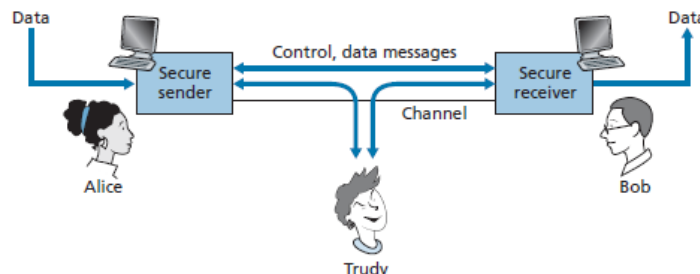 Data
Data
Control, data messages
Secure
sender
Secure
receiver
Channel
Alice
Bob
Trudy